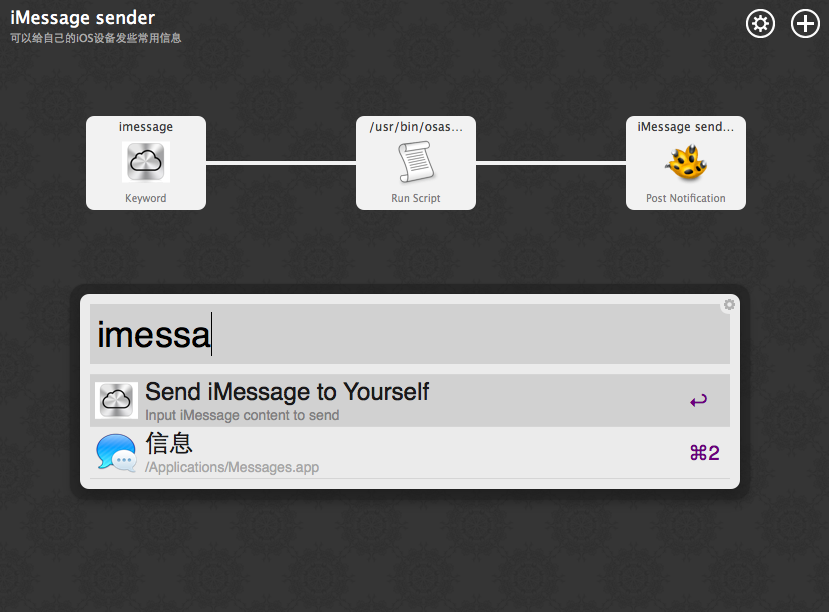 iMessage sender
可以给自己的iOS设备发些常用信息
imessage
Keyword
/usr/bin/osas...
Run Script
iMessage send...
Post Notification
imessa
Send iMessage to Yourself
Input iMessage content to send
信息
/Applications/Messages.app
⌘2